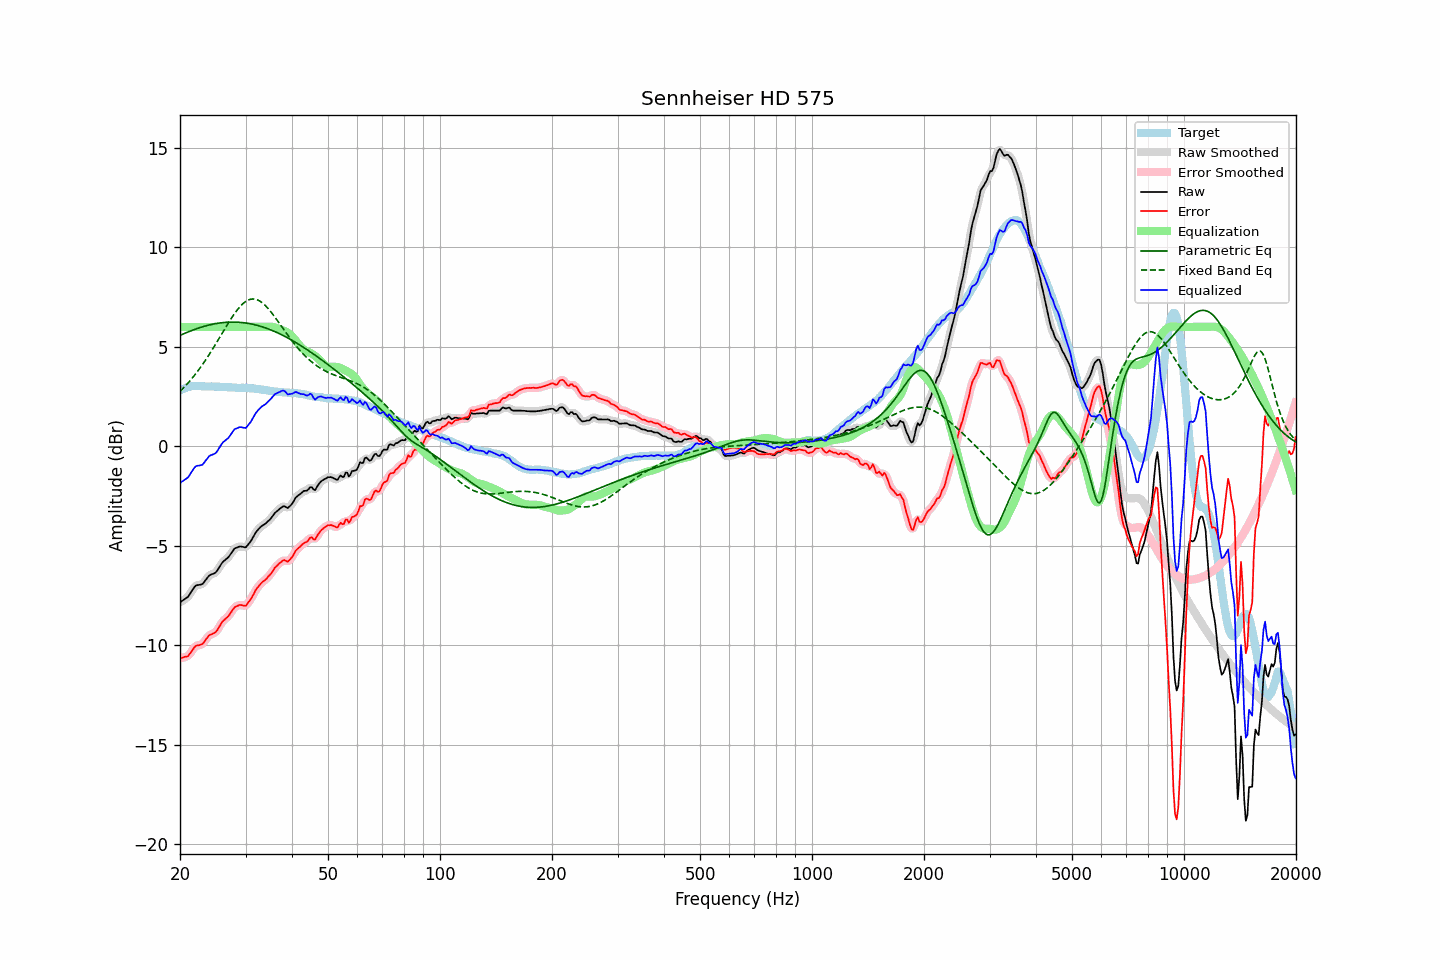 Sennheiser HD 575
Amplitude (dBr)
15
10
5
0
−5
−10
−15
−20
Target
Raw Smoothed
Error Smoothed
Raw
Error
Equalization
Parametric Eq
Fixed Band Eq
Equalized
20 50 100 200 500 1000 2000 5000 10000 20000
Frequency (Hz)